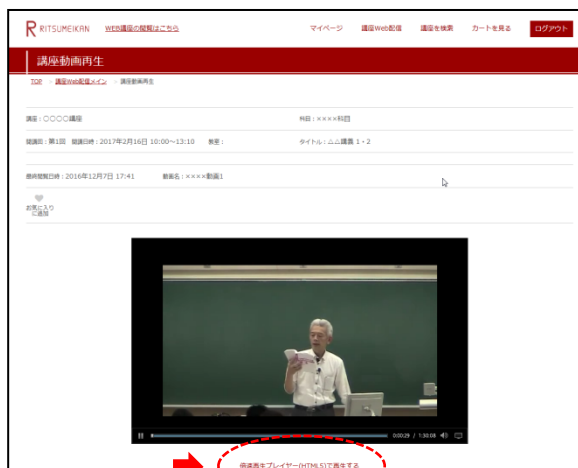 RITSUMEIKAN WEB講座の閲覧はこちら マイページ 講座Web配信 講座を検索 カートを見る ログアウト
講座動画再生
TOP > 講座Web配信メイン > 講座動画再生
講座：〇〇〇〇講座 科目：××××科目
開講回：第1回 開講日時：2017年2月16日 10:00～13:10 教室： タイトル：△△講義 1・2
最終閲覧日時：2016年12月7日 17:41 動画名：××××動画1
お気に入り
に追加
0:00:29 / 1:30:08
倍速再生プレイヤー(HTML5)で再生する